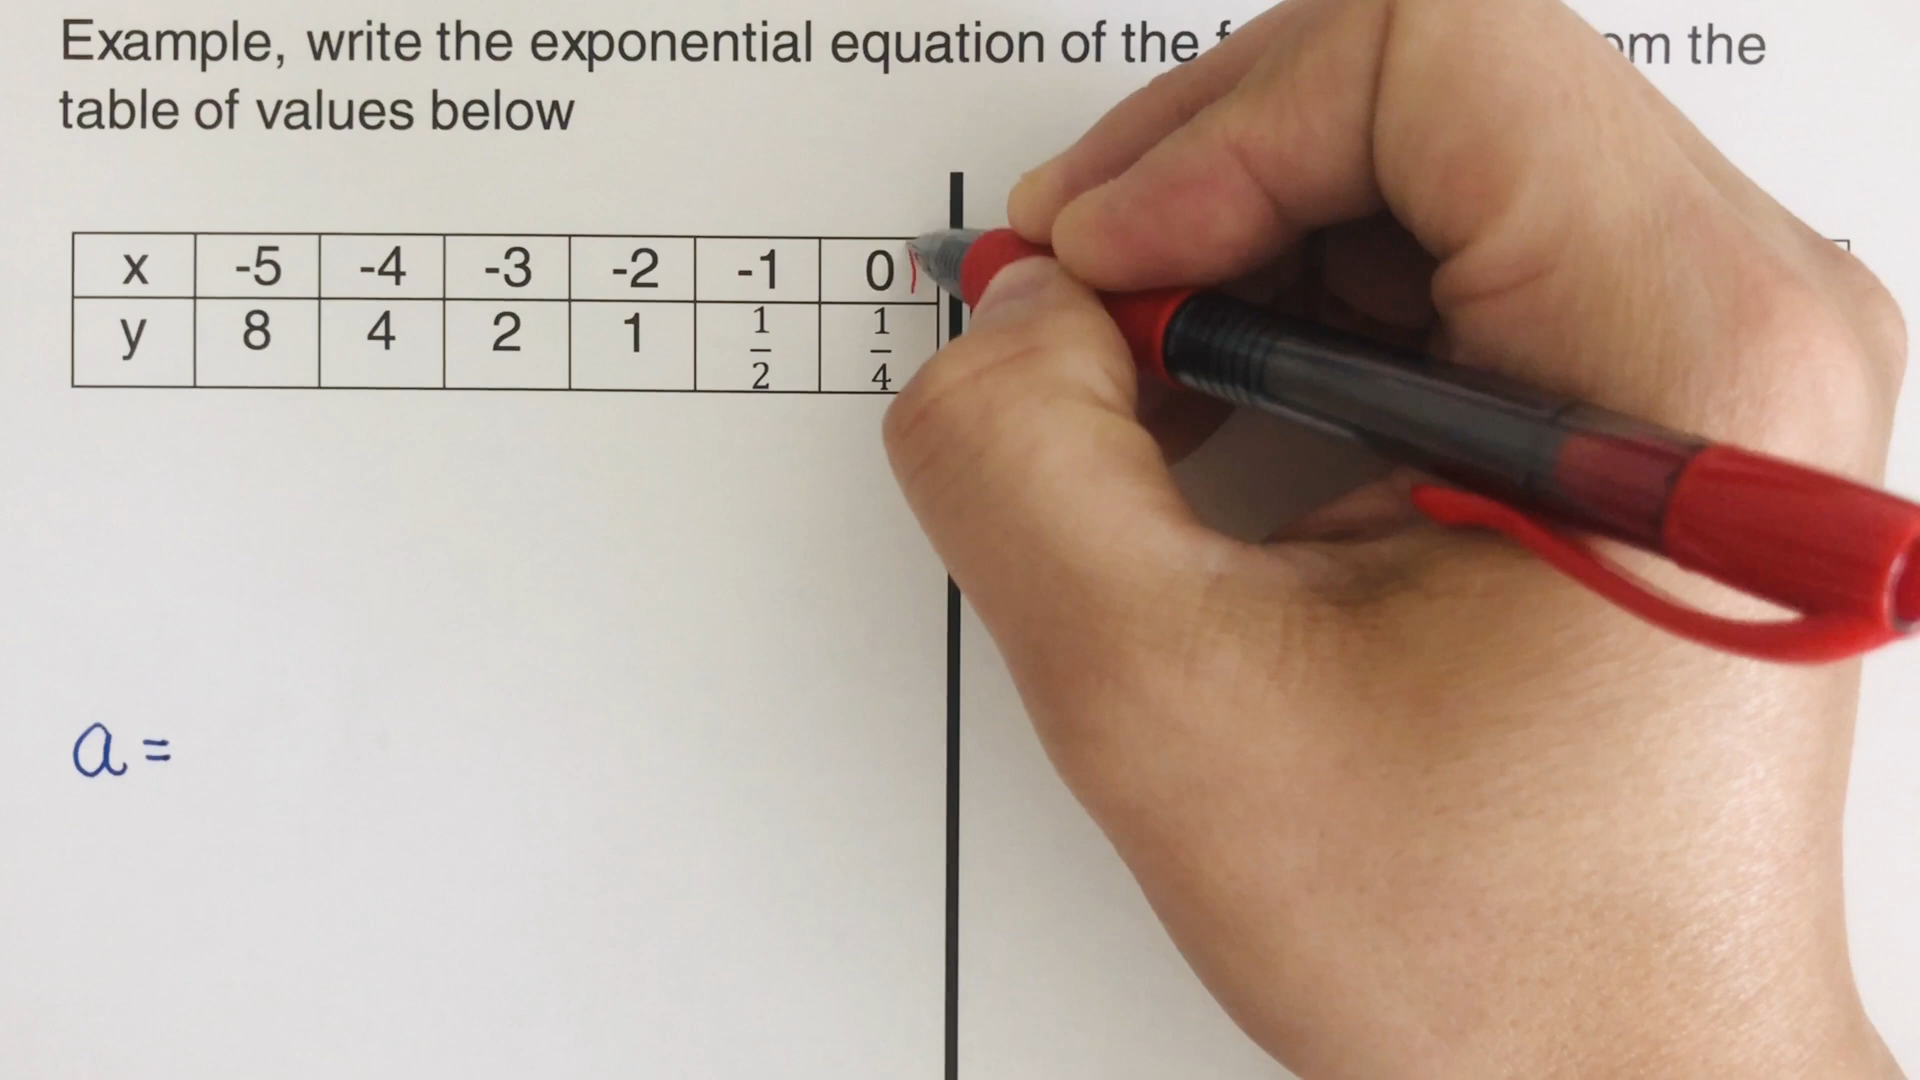 Example, write the exponential equation of the the
table of values below
x -5 -4 -3 -2 -1 0
y 8 4 2 1 1/2 1/4
a =